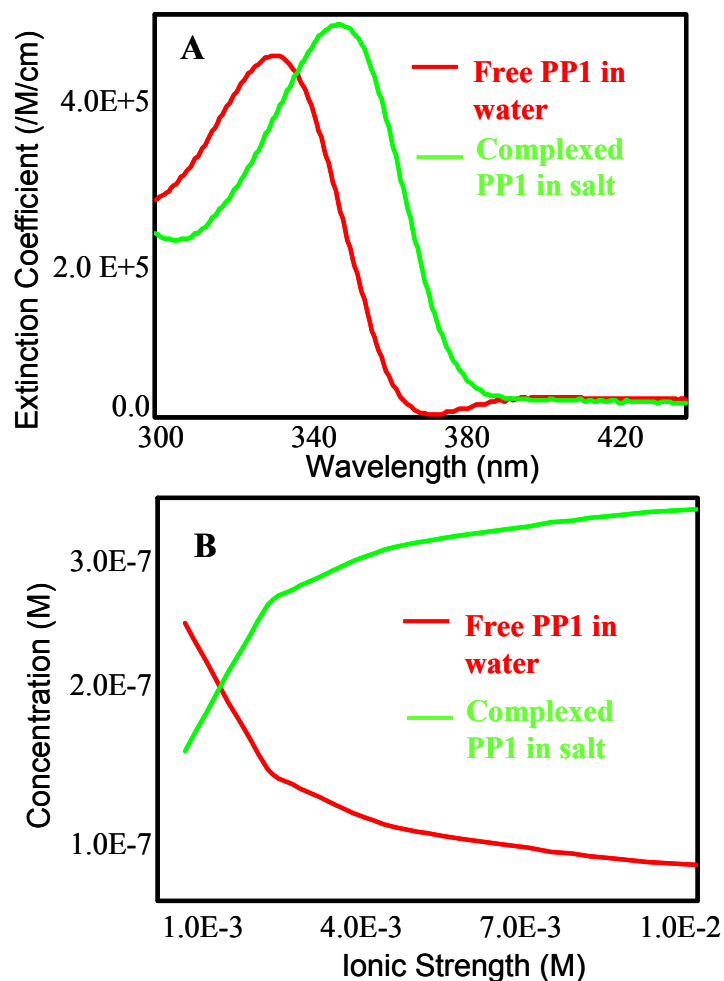 A
Free PP1 in
water
Complexed
PP1 in salt
Extinction Coefficient (/M/cm)
4.0E+5
2.0 E+5
0.0
300 340 380 420
Wavelength (nm)
B
Free PP1 in
water
Complexed
PP1 in salt
Concentration (M)
3.0E-7
2.0E-7
1.0E-7
1.0E-3 4.0E-3 7.0E-3 1.0E-2
Ionic Strength (M)